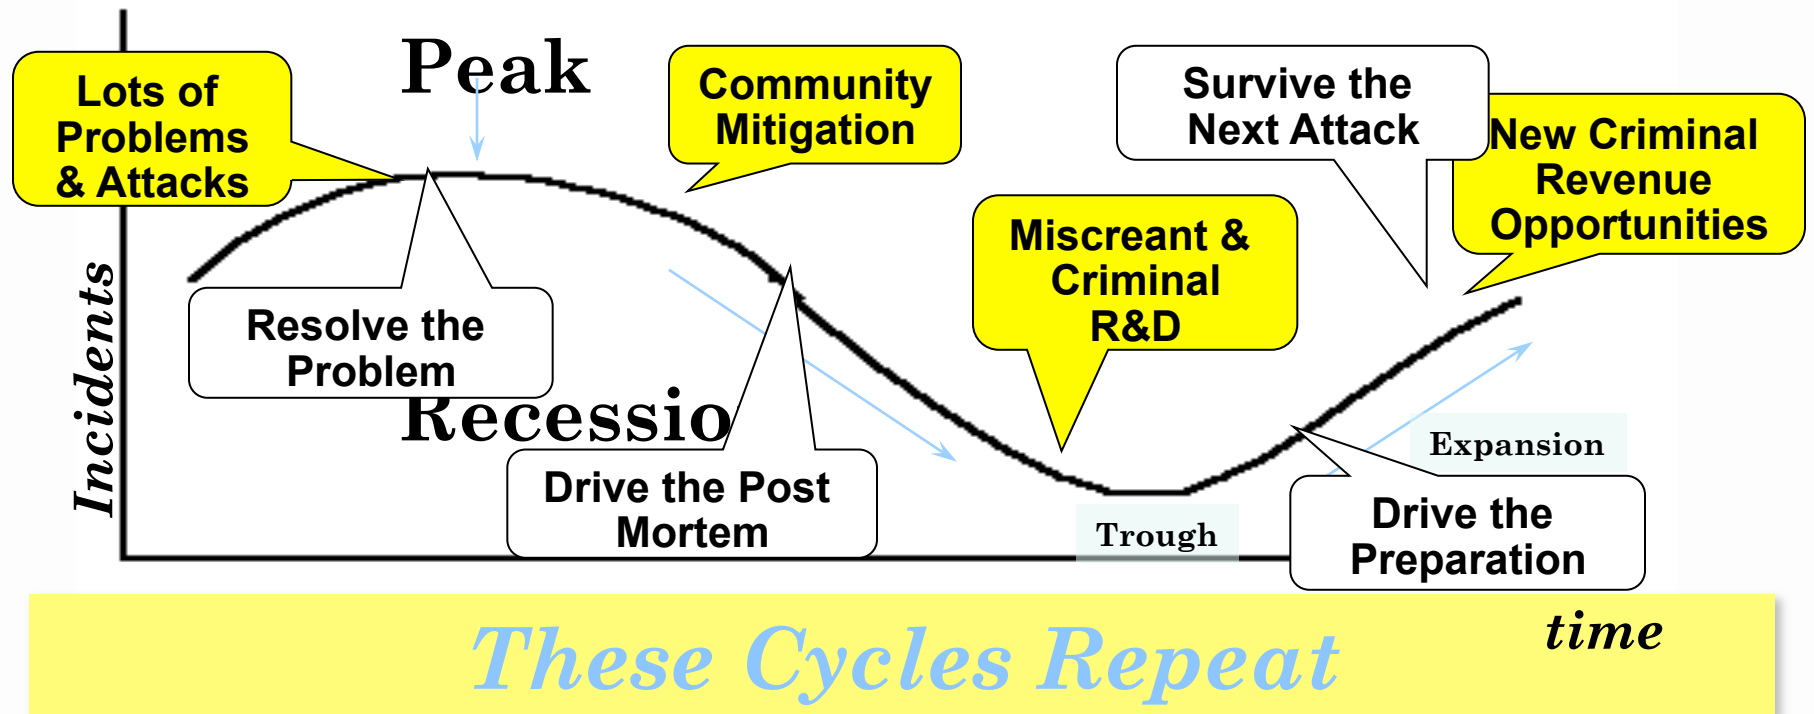 Peak
Lots of
Problems
& Attacks
Community
Mitigation
Survive the
Next Attack
New Criminal
Revenue
Opportunities
Miscreant &
Criminal
R&D
Incidents
Resolve the
Problem
Recessio
Drive the Post
Mortem
Expansion
Trough
Drive the
Preparation
time
These Cycles Repeat